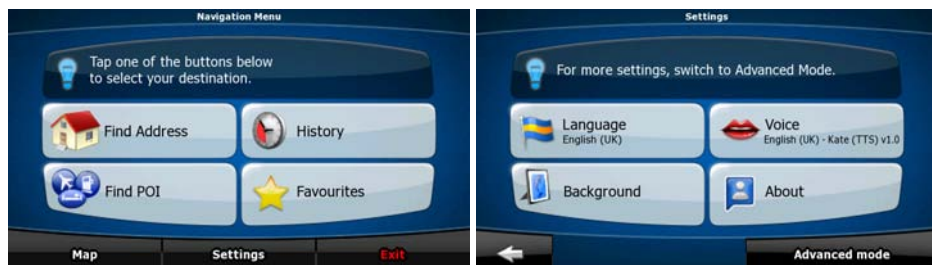 Navigation Menu
Tap one of the buttons below
to select your destination.
Find Address
History
Find POI
Favourites
Map
Settings
Exit
Settings
For more settings, switch to Advanced Mode.
Language
English (UK)
Voice
English (UK) - Kate (TTS) v1.0
Background
About
Advanced mode